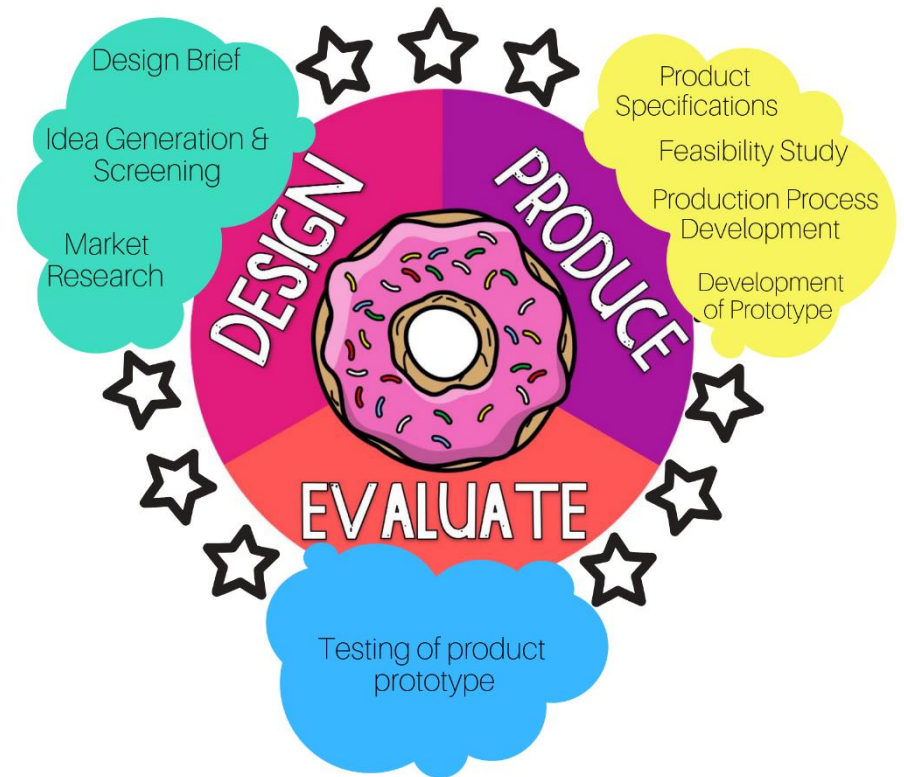 Design Brief
Idea Generation &
Screening
Market
Research
DESIGN
PRODUCE
Product
Specifications
Feasibility Study
Production Process
Development
Development
of Prototype
EVALUATE
Testing of product
prototype